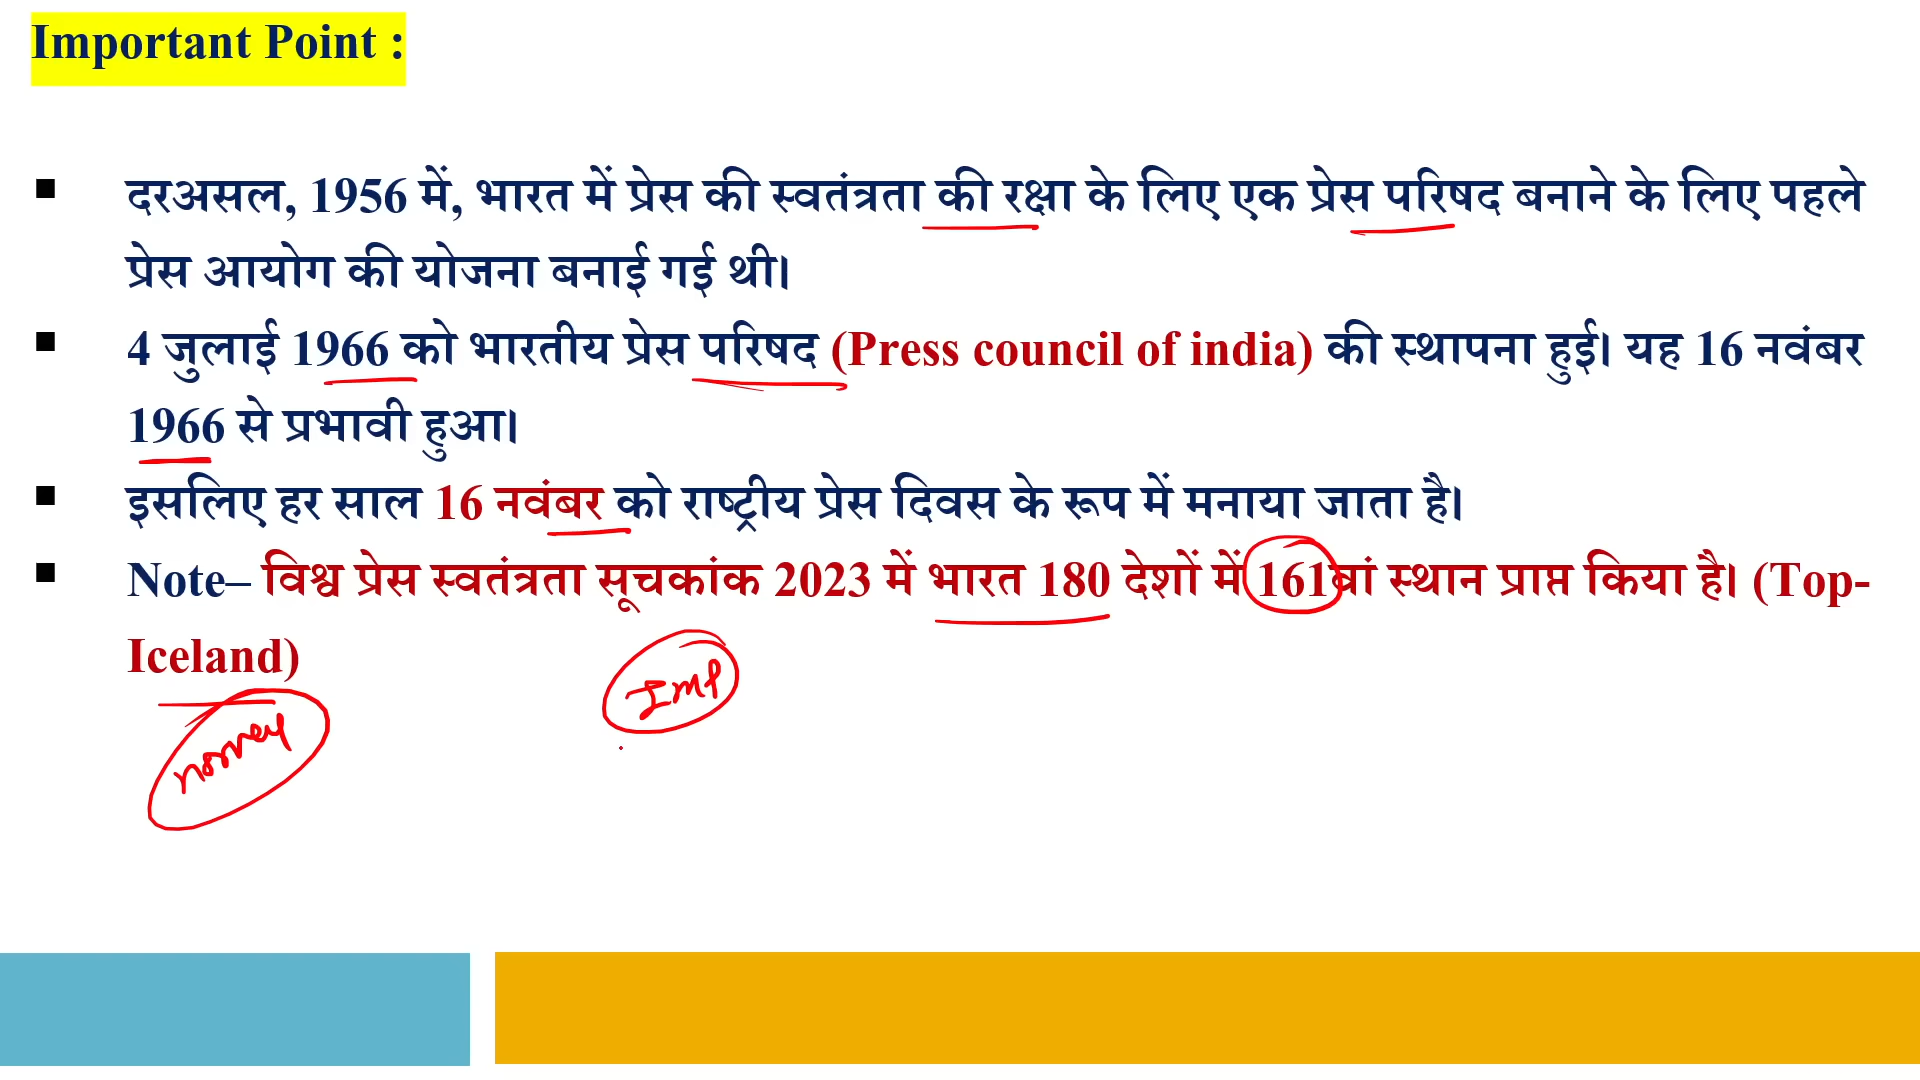 Important Point :
▪ दरअसल, 1956 में, भारत में प्रेस की स्वतंत्रता की रक्षा के लिए एक प्रेस परिषद बनाने के लिए पहले
प्रेस आयोग की योजना बनाई गई थी।
▪ 4 जुलाई 1966 को भारतीय प्रेस परिषद (Press council of india) की स्थापना हुई। यह 16 नवंबर
1966 से प्रभावी हुआ।
▪ इसलिए हर साल 16 नवंबर को राष्ट्रीय प्रेस दिवस के रूप में मनाया जाता है।
▪ Note– विश्व प्रेस स्वतंत्रता सूचकांक 2023 में भारत 180 देशों में 161वां स्थान प्राप्त किया है। (Top-
Iceland)
Imp